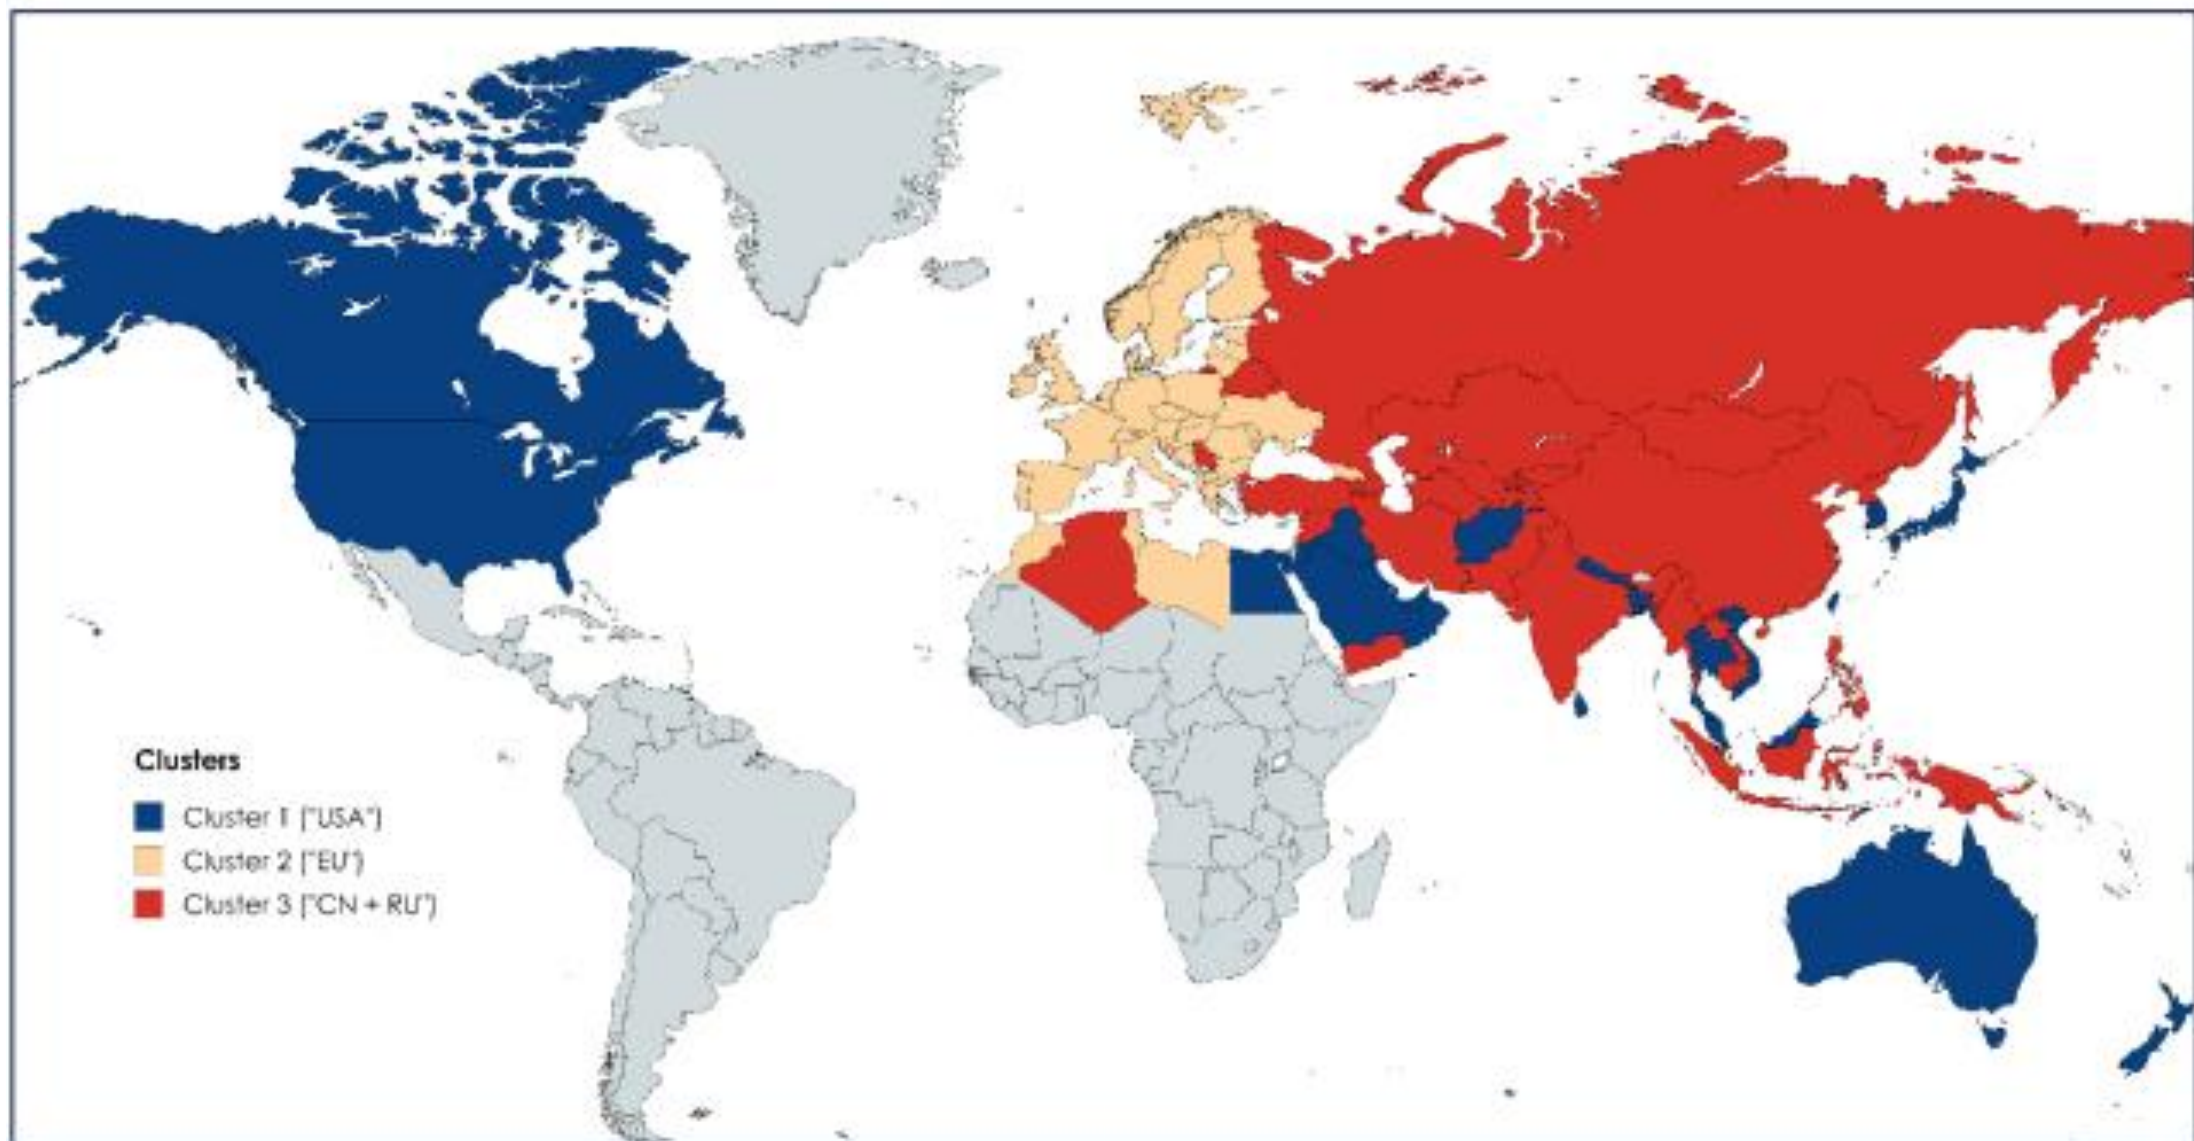 Clusters
Cluster 1 ("USA")
Cluster 2 ("EU")
Cluster 3 ("CN + RU")